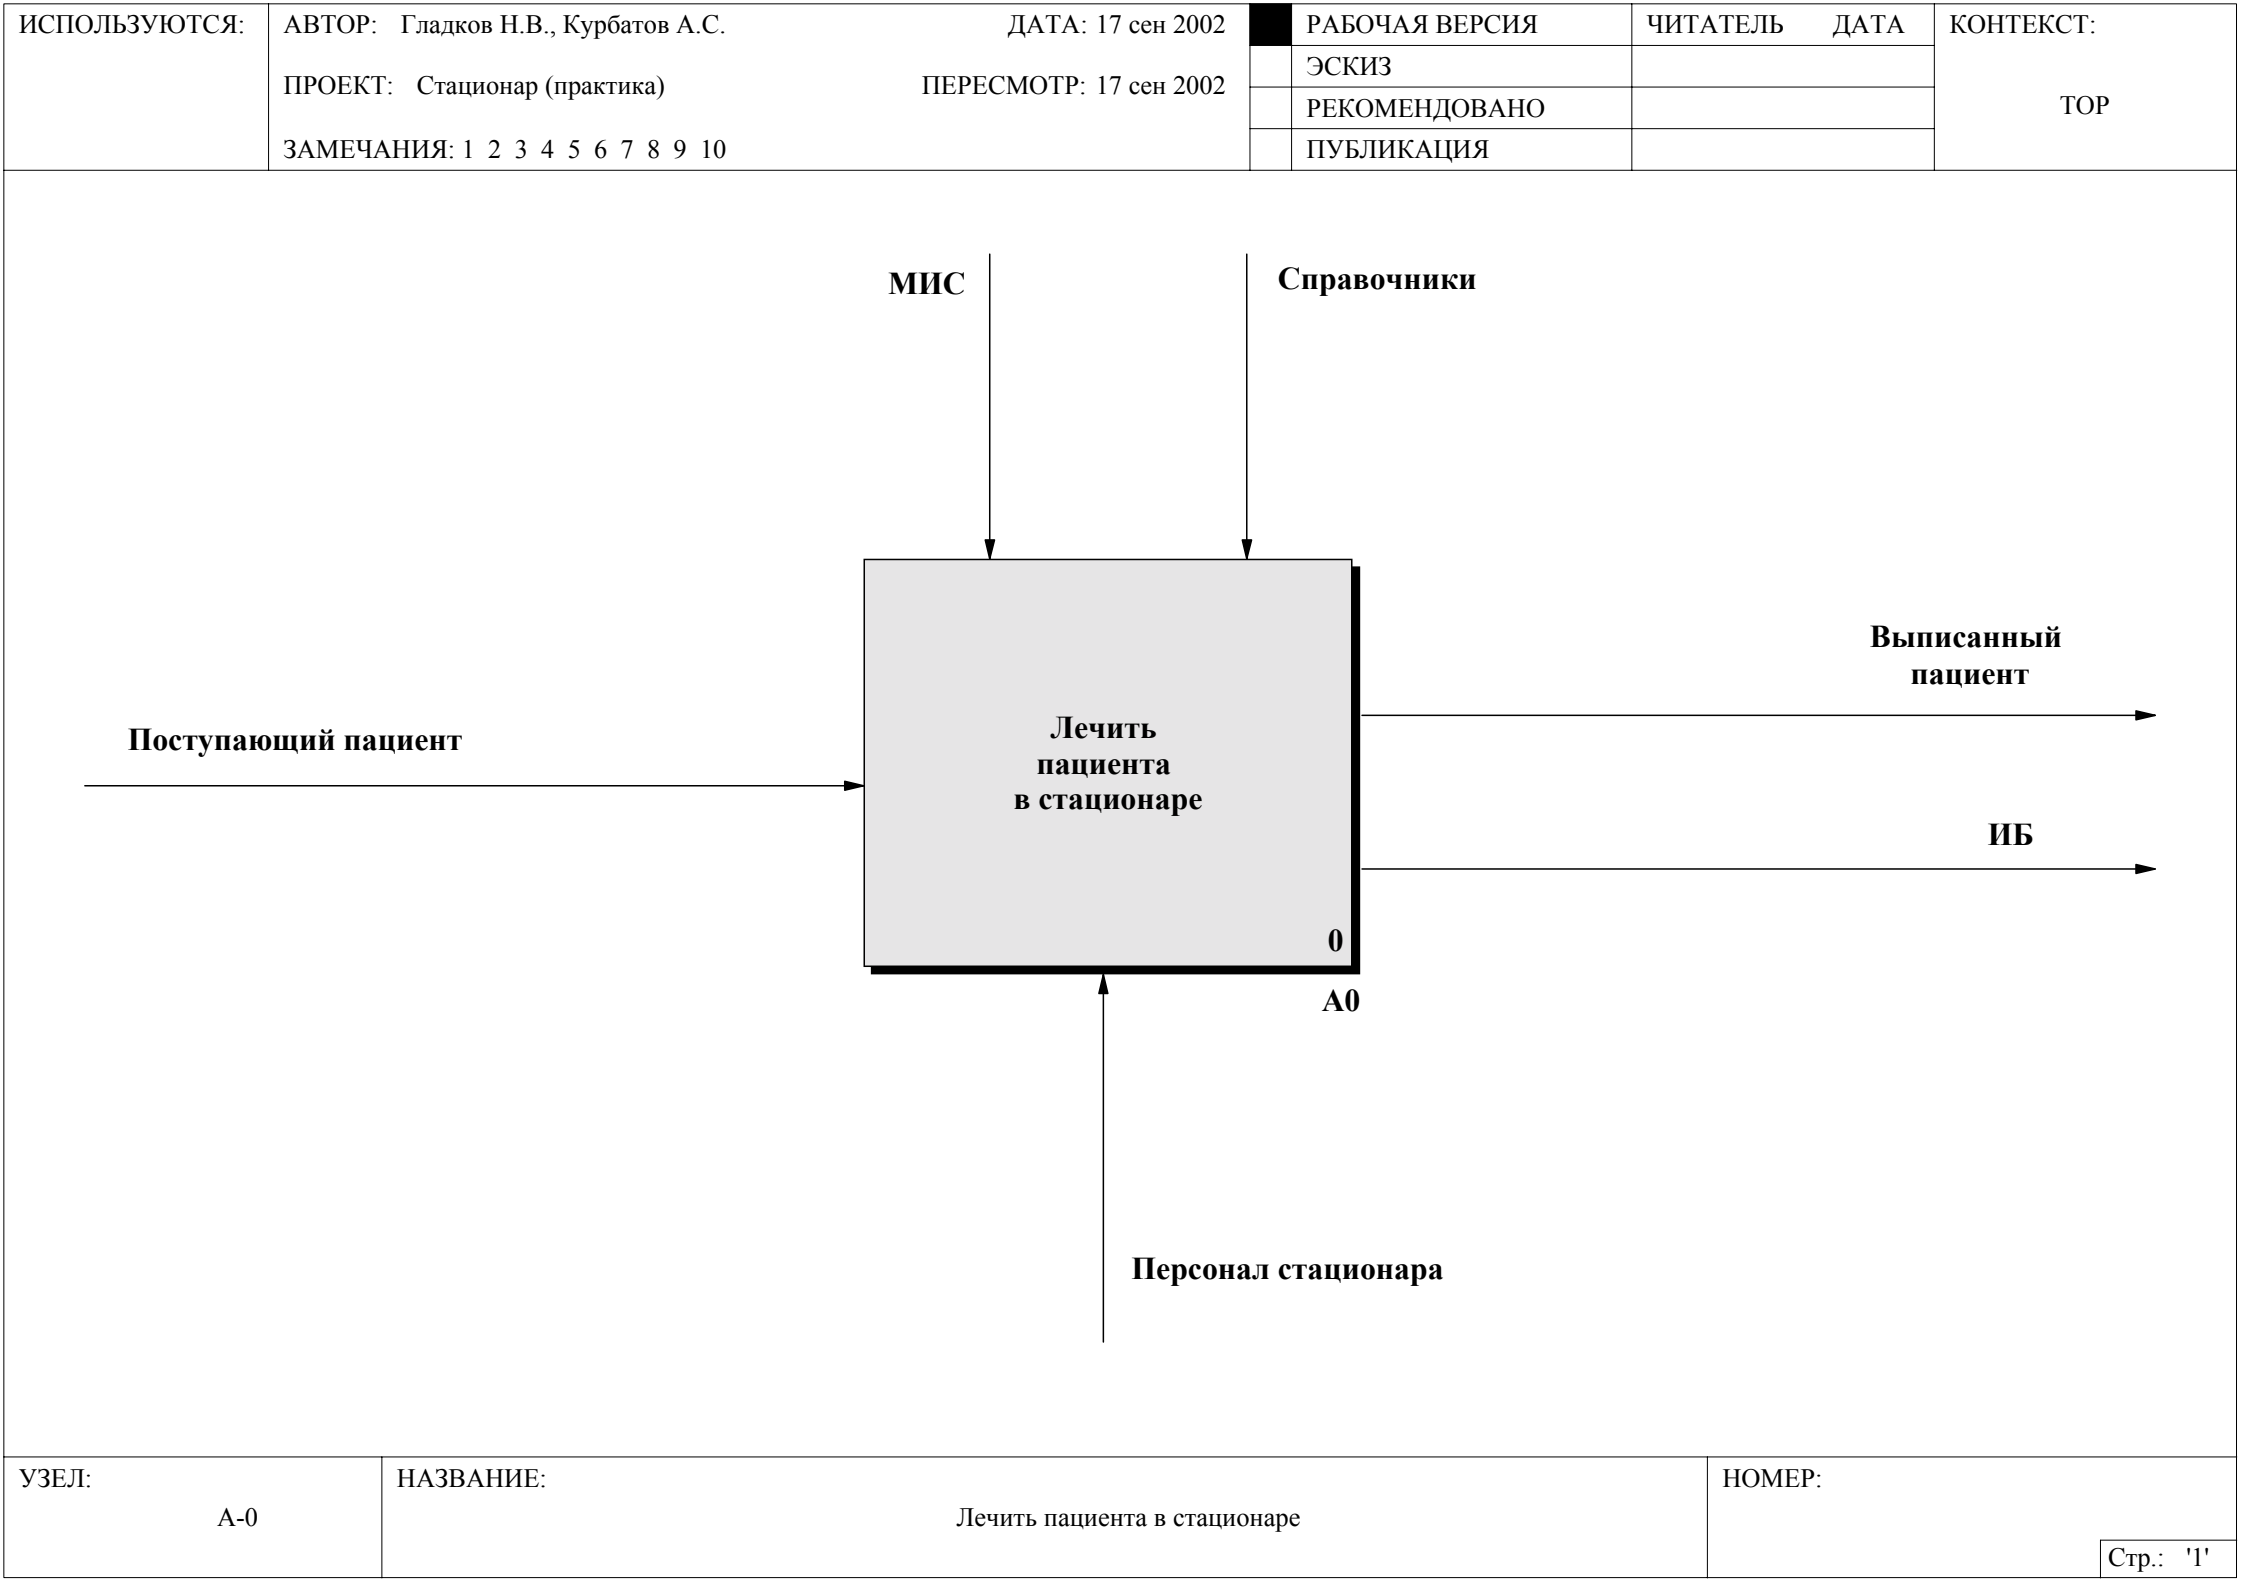 ИСПОЛЬЗУЮТСЯ:
АВТОР: Гладков Н.В., Курбатов А.С.
ДАТА: 17 сен 2002
ПРОЕКТ: Стационар (практика)
ПЕРЕСМОТР: 17 сен 2002
ЗАМЕЧАНИЯ: 1 2 3 4 5 6 7 8 9 10
РАБОЧАЯ ВЕРСИЯ
ЭСКИЗ
РЕКОМЕНДОВАНО
ПУБЛИКАЦИЯ
ЧИТАТЕЛЬ ДАТА
КОНТЕКСТ:
TOP
МИС
Справочники
Поступающий пациент
Лечить
пациента
в стационаре
0
A0
Выписанный
пациент
ИБ
Персонал стационара
УЗЕЛ:
A-0
НАЗВАНИЕ:
Лечить пациента в стационаре
НОМЕР:
Стр.: '1'